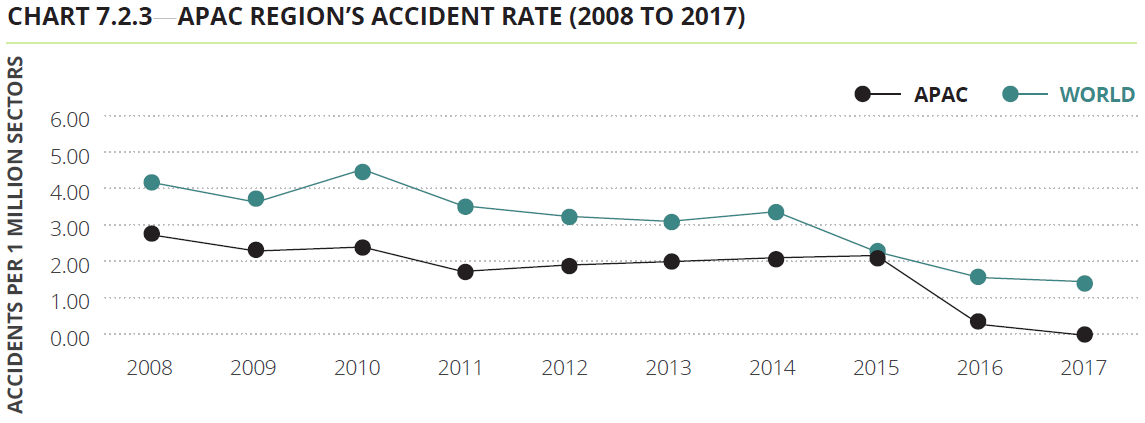 CHART 7.2.3—APAC REGION'S ACCIDENT RATE (2008 TO 2017)
ACCIDENTS PER 1 MILLION SECTORS
APAC WORLD
6.00
5.00
4.00
3.00
2.00
1.00
0.00
2008 2009 2010 2011 2012 2013 2014 2015 2016 2017